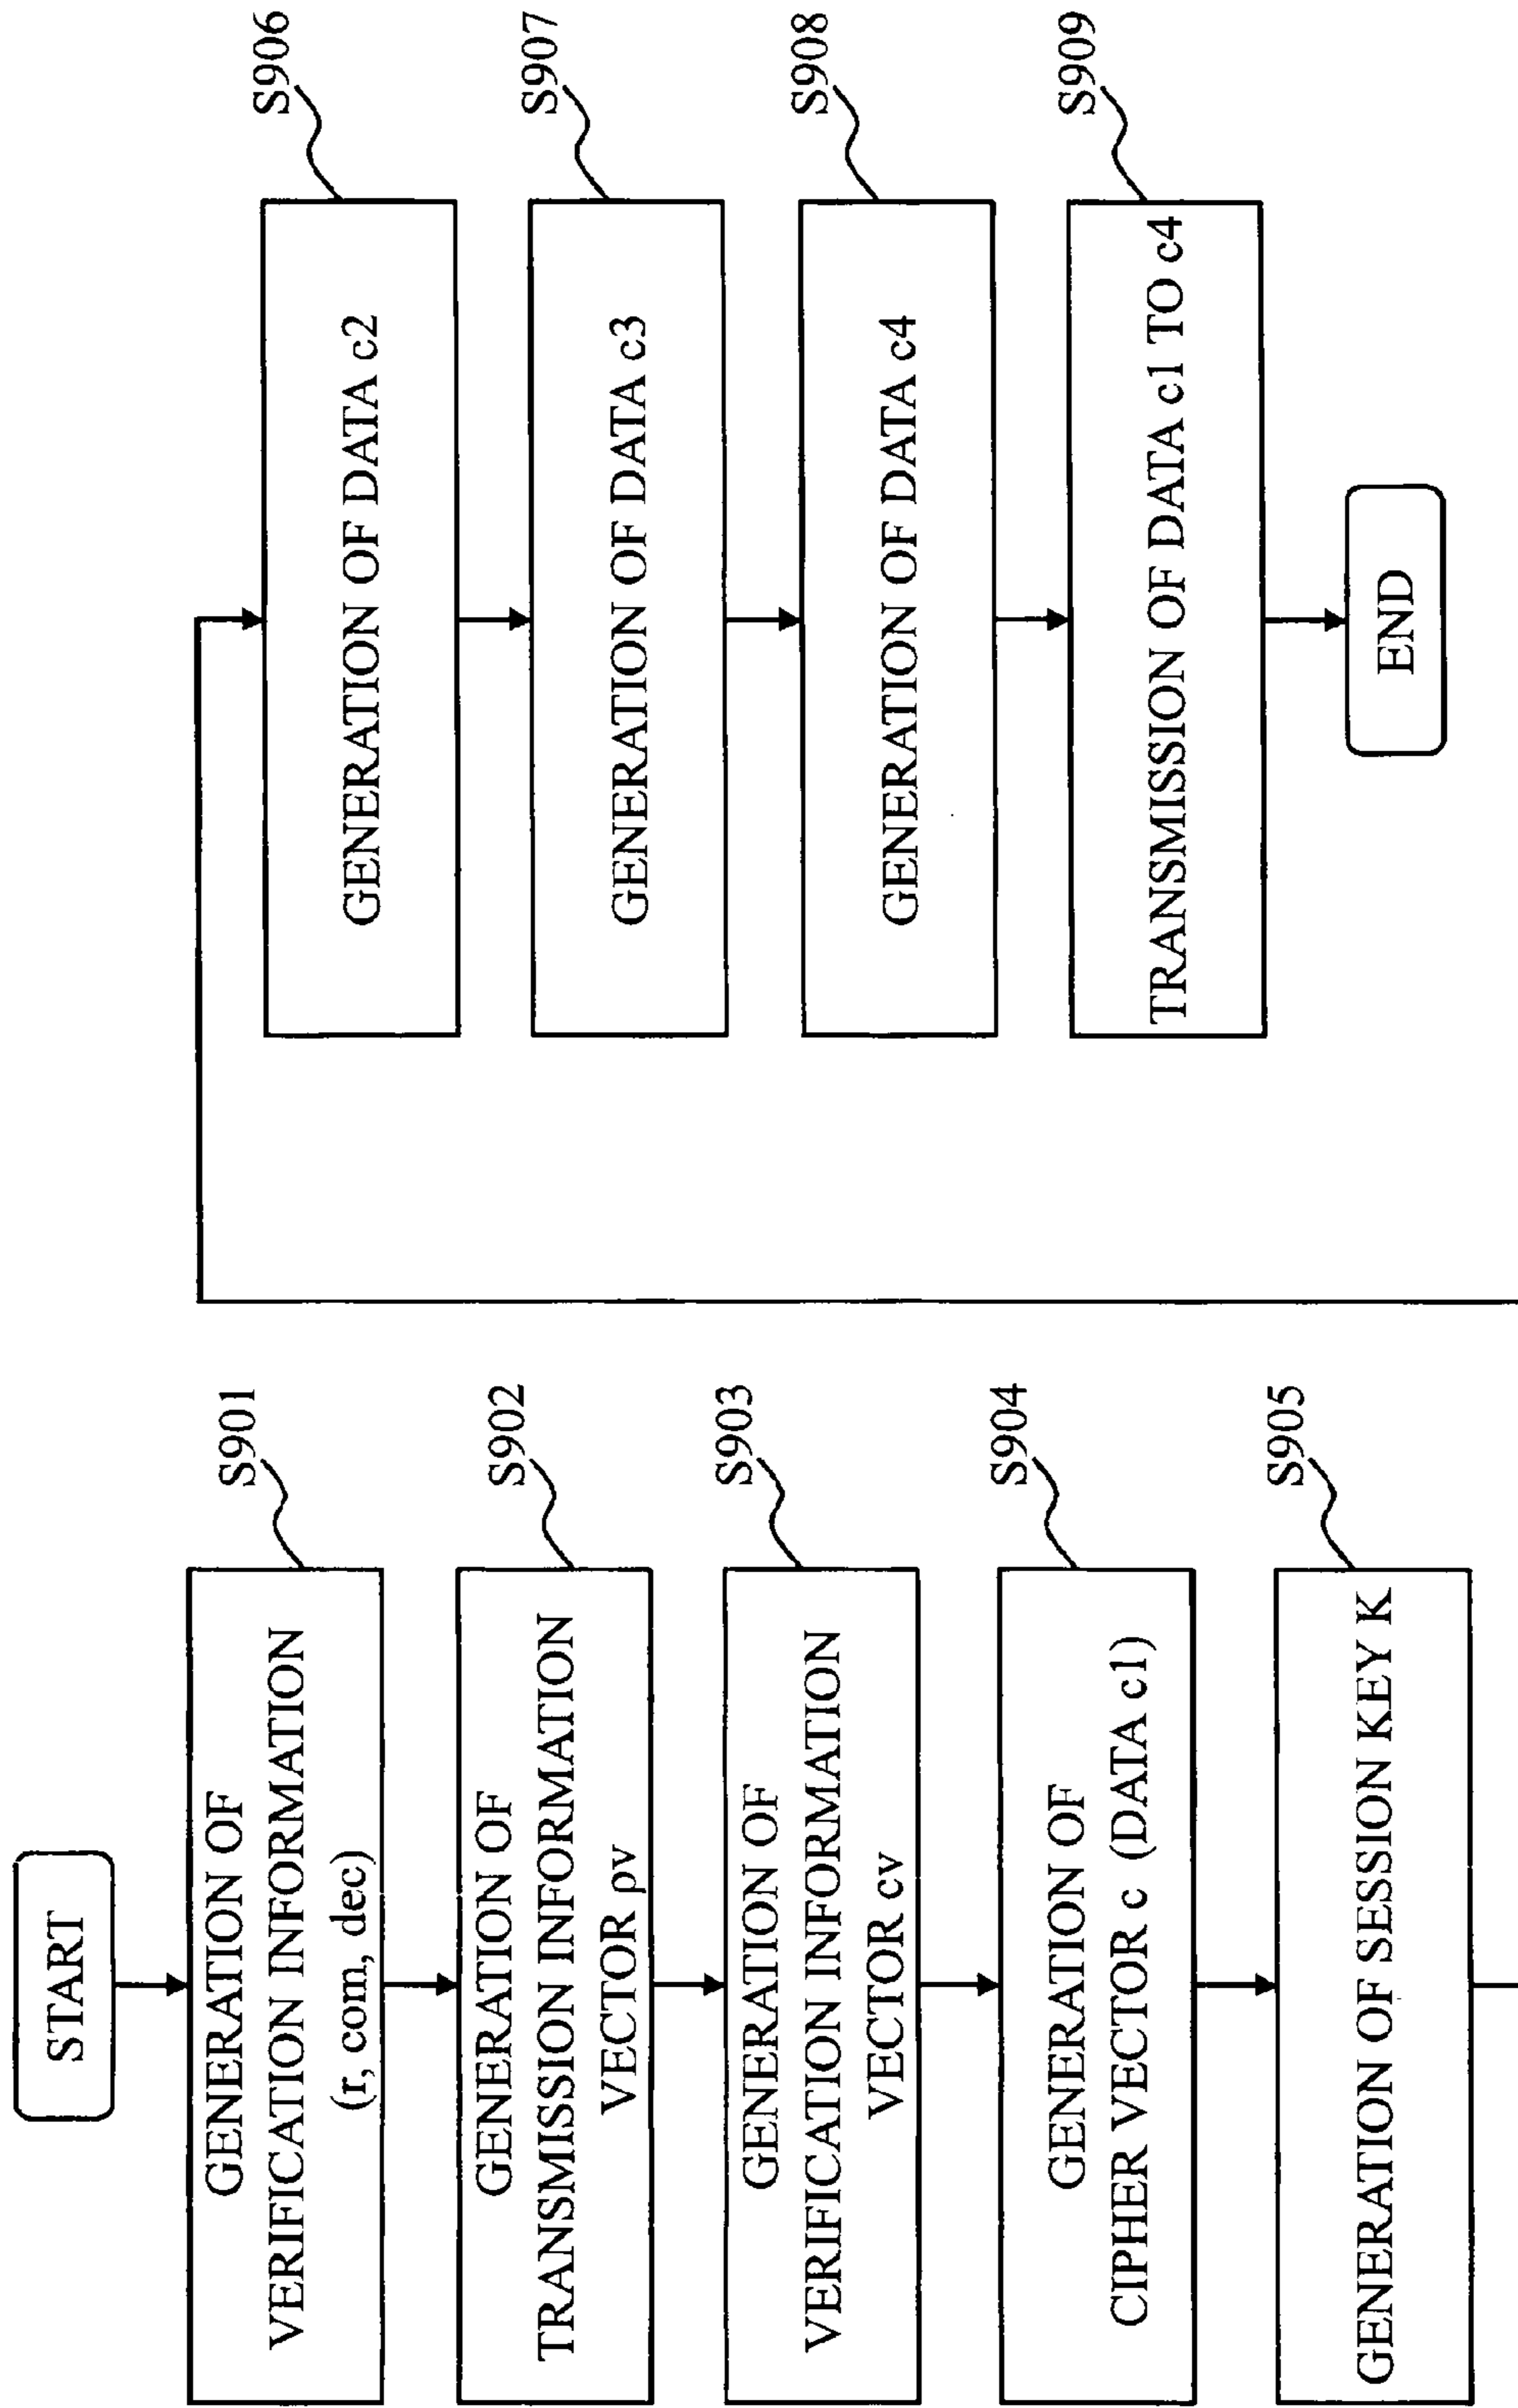 START
GENERATION OF
VERIFICATION INFORMATION
(r, com, dec)
S901
GENERATION OF
TRANSMISSION INFORMATION
VECTOR ρv
S902
GENERATION OF
VERIFICATION INFORMATION
VECTOR cv
S903
GENERATION OF
CIPHER VECTOR c (DATA c1)
S904
GENERATION OF SESSION KEY K
S905
GENERATION OF DATA c2
S906
GENERATION OF DATA c3
S907
GENERATION OF DATA c4
S908
TRANSMISSION OF DATA c1 TO c4
S909
END